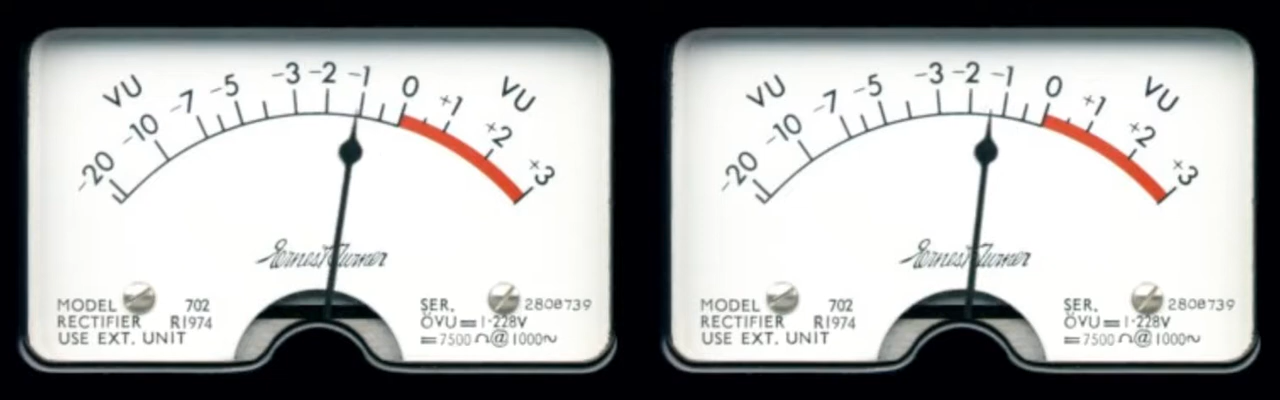 VU -20 -10 -7 -5 -3 -2 -1 0 +1 +2 +3 VU
Ernest Turner
MODEL 702
RECTIFIER R1974
USE EXT. UNIT
SER. 2808739
ÖVU=1·228V
=7500∩@1000~
VU -20 -10 -7 -5 -3 -2 -1 0 +1 +2 +3 VU
Ernest Turner
MODEL 702
RECTIFIER R1974
USE EXT. UNIT
SER. 2808739
ÖVU=1·228V
=7500∩@1000~